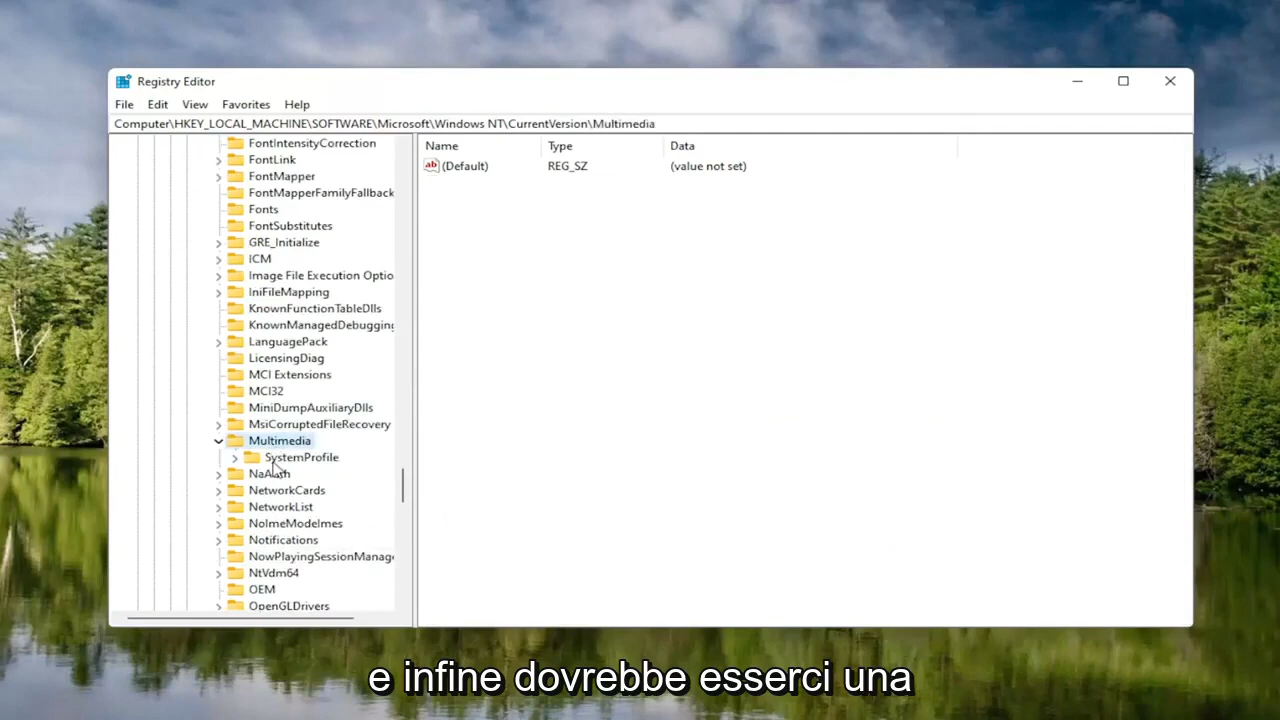 Registry Editor
File Edit View Favorites Help
Computer\HKEY_LOCAL_MACHINE\SOFTWARE\Microsoft\Windows NT\CurrentVersion\Multimedia
Name Type Data
ab (Default) REG_SZ (value not set)
FontIntensityCorrection
FontLink
FontMapper
FontMapperFamilyFallback
Fonts
FontSubstitutes
GRE_Initialize
ICM
Image File Execution Optio
IniFileMapping
KnownFunctionTableDlls
KnownManagedDebugging
LanguagePack
LicensingDiag
MCI Extensions
MCI32
MiniDumpAuxiliaryDlls
MsiCorruptedFileRecovery
Multimedia
SystemProfile
NetworkCards
NetworkList
NoImeModeImes
Notifications
NowPlayingSessionManage
NtVdm64
OEM
OpenGLDrivers
e infine dovrebbe esserci una